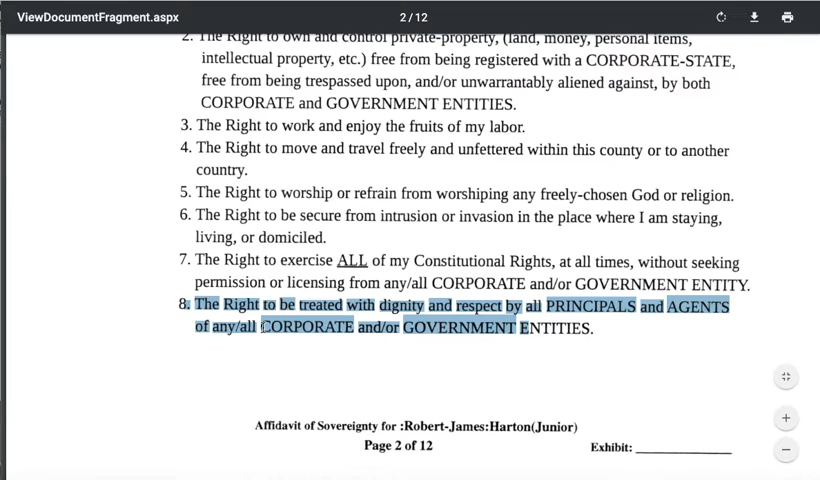 ViewDocumentFragment.aspx
2 / 12
2. The Right to own and control private-property, (land, money, personal items,
intellectual property, etc.) free from being registered with a CORPORATE-STATE,
free from being trespassed upon, and/or unwarrantably aliened against, by both
CORPORATE and GOVERNMENT ENTITIES.
3. The Right to work and enjoy the fruits of my labor.
4. The Right to move and travel freely and unfettered within this county or to another
country.
5. The Right to worship or refrain from worshiping any freely-chosen God or religion.
6. The Right to be secure from intrusion or invasion in the place where I am staying,
living, or domiciled.
7. The Right to exercise ALL of my Constitutional Rights, at all times, without seeking
permission or licensing from any/all CORPORATE and/or GOVERNMENT ENTITY.
8. The Right to be treated with dignity and respect by all PRINCIPALS and AGENTS
of any/all CORPORATE and/or GOVERNMENT ENTITIES.
Affidavit of Sovereignty for :Robert-James:Harton(Junior)
Page 2 of 12
Exhibit: ______________